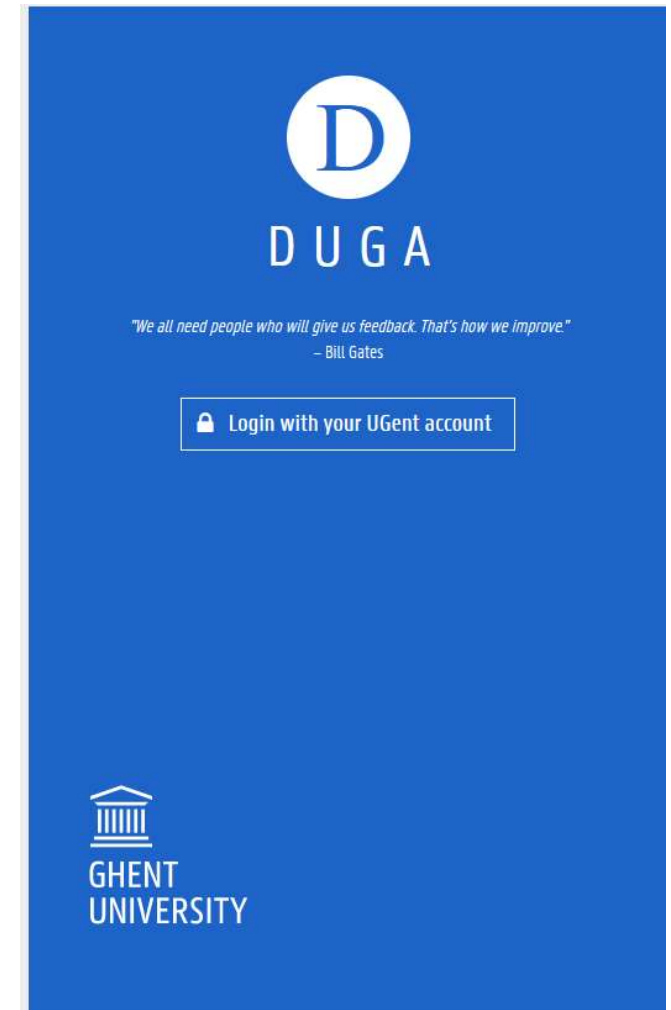 D
DUGA
"We all need people who will give us feedback. That's how we improve."
– Bill Gates
Login with your UGent account
GHENT
UNIVERSITY